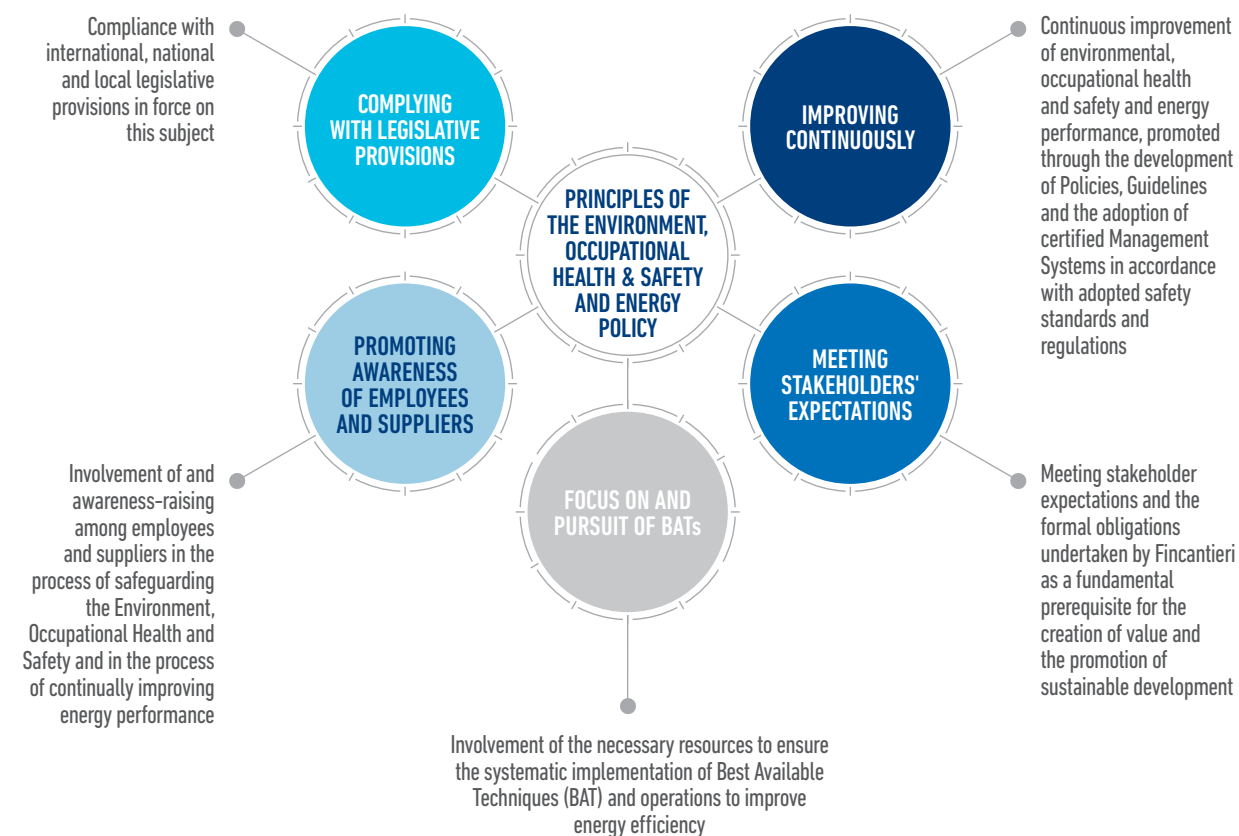 Compliance with
international, national
and local legislative
provisions in force on
this subject
COMPLYING
WITH LEGISLATIVE
PROVISIONS
IMPROVING
CONTINUOUSLY
Continuous improvement
of environmental,
occupational health
and safety and energy
performance, promoted
through the development
of Policies, Guidelines
and the adoption of
certified Management
Systems in accordance
with adopted safety
standards and
regulations
PRINCIPLES OF
THE ENVIRONMENT,
OCCUPATIONAL
HEALTH & SAFETY
AND ENERGY
POLICY
PROMOTING
AWARENESS
OF EMPLOYEES
AND SUPPLIERS
MEETING
STAKEHOLDERS'
EXPECTATIONS
FOCUS ON AND
PURSUIT OF BATs
Involvement of and
awareness-raising
among employees
and suppliers in the
process of safeguarding
the Environment,
Occupational Health and
Safety and in the process
of continually improving
energy performance
Meeting stakeholder
expectations and the
formal obligations
undertaken by Fincantieri
as a fundamental
prerequisite for the
creation of value and
the promotion of
sustainable development
Involvement of the necessary resources to ensure
the systematic implementation of Best Available
Techniques (BAT) and operations to improve
energy efficiency